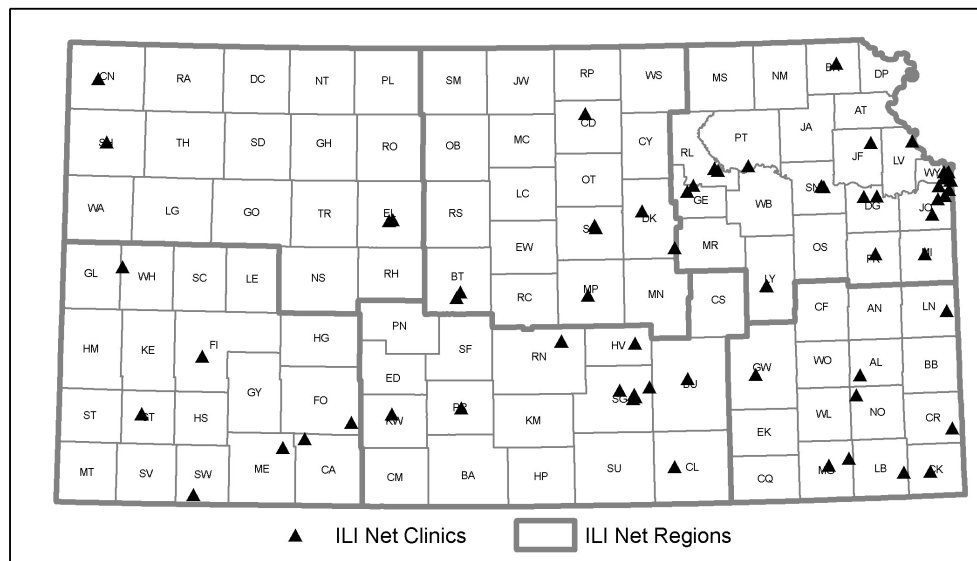 CN RA DC NT PL SM JW RP WS MS NM BR DP
SH TH SD GH RO OB MC CD CY RL PT JA AT JF LV
WA LG GO TR EL RS LC OT DK GE WB SN DG WY JO
GL WH SC LE NS RH BT EW RC SA MP MN MR LY OS FR MI
HM KE FI HG PN SF RN HV CS CF AN LN
ST GT HS GY FO ED KW PR KM SG BU GW WO AL BB
MT SV SW ME CA CM BA HP SU CL EK CQ WL NO CR MG LB CK
ILI Net Clinics ILI Net Regions